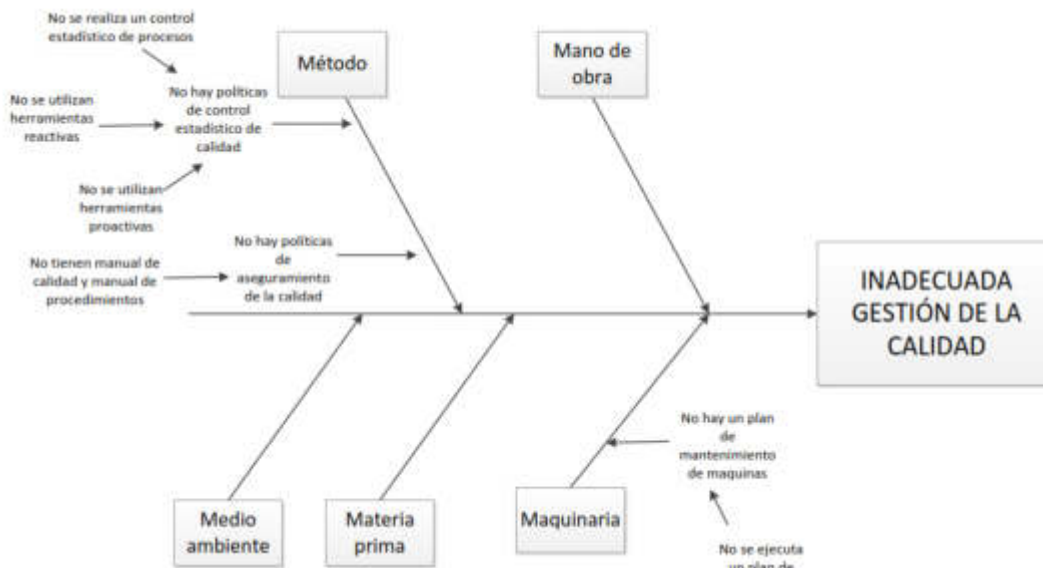 No se realiza un control
estadístico de procesos
Método
Mano de
obra
No se utilizan
herramientas
reactivas
No hay políticas
de control
estadístico de
calidad
No se utilizan
herramientas
proactivas
No hay políticas
de
aseguramiento
de la calidad
No tienen manual de
calidad y manual de
procedimientos
INADECUADA
GESTIÓN DE LA
CALIDAD
No hay un plan
de
mantenimiento
de maquinas
Medio
ambiente
Materia
prima
Maquinaria
No se ejecuta
un plan de